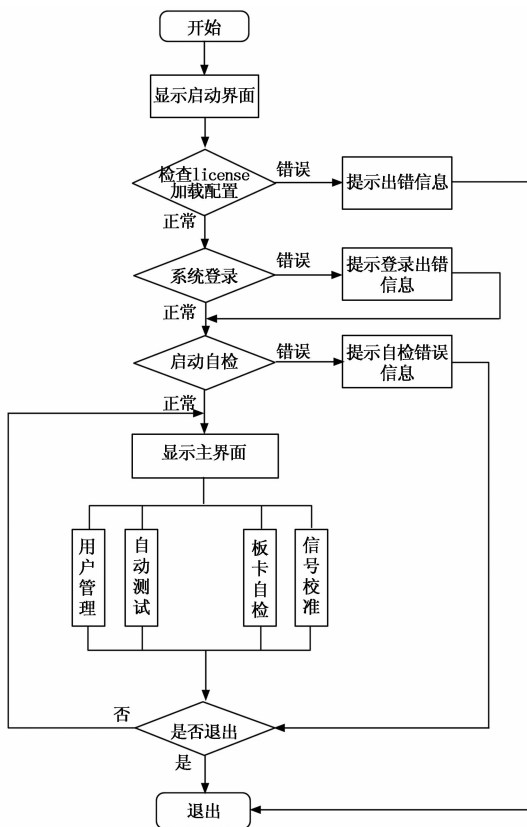 开始
显示启动界面
检查license
加载配置
错误
提示出错信息
正常
系统登录
错误
提示登录出错
信息
正常
启动自检
错误
提示自检错误
信息
正常
显示主界面
用户管理
自动测试
板卡自检
信号校准
否
是否退出
是
退出